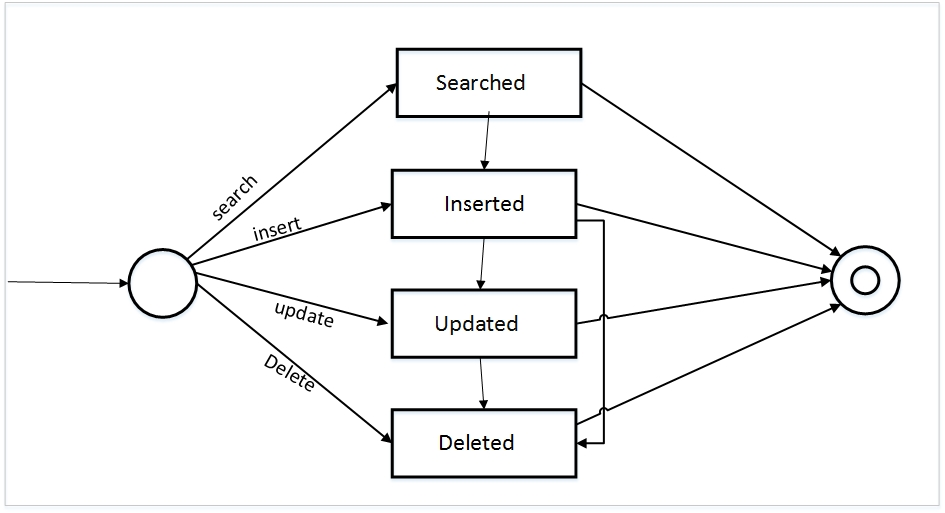 Searched
search
Inserted
insert
Updated
update
Delete
Deleted